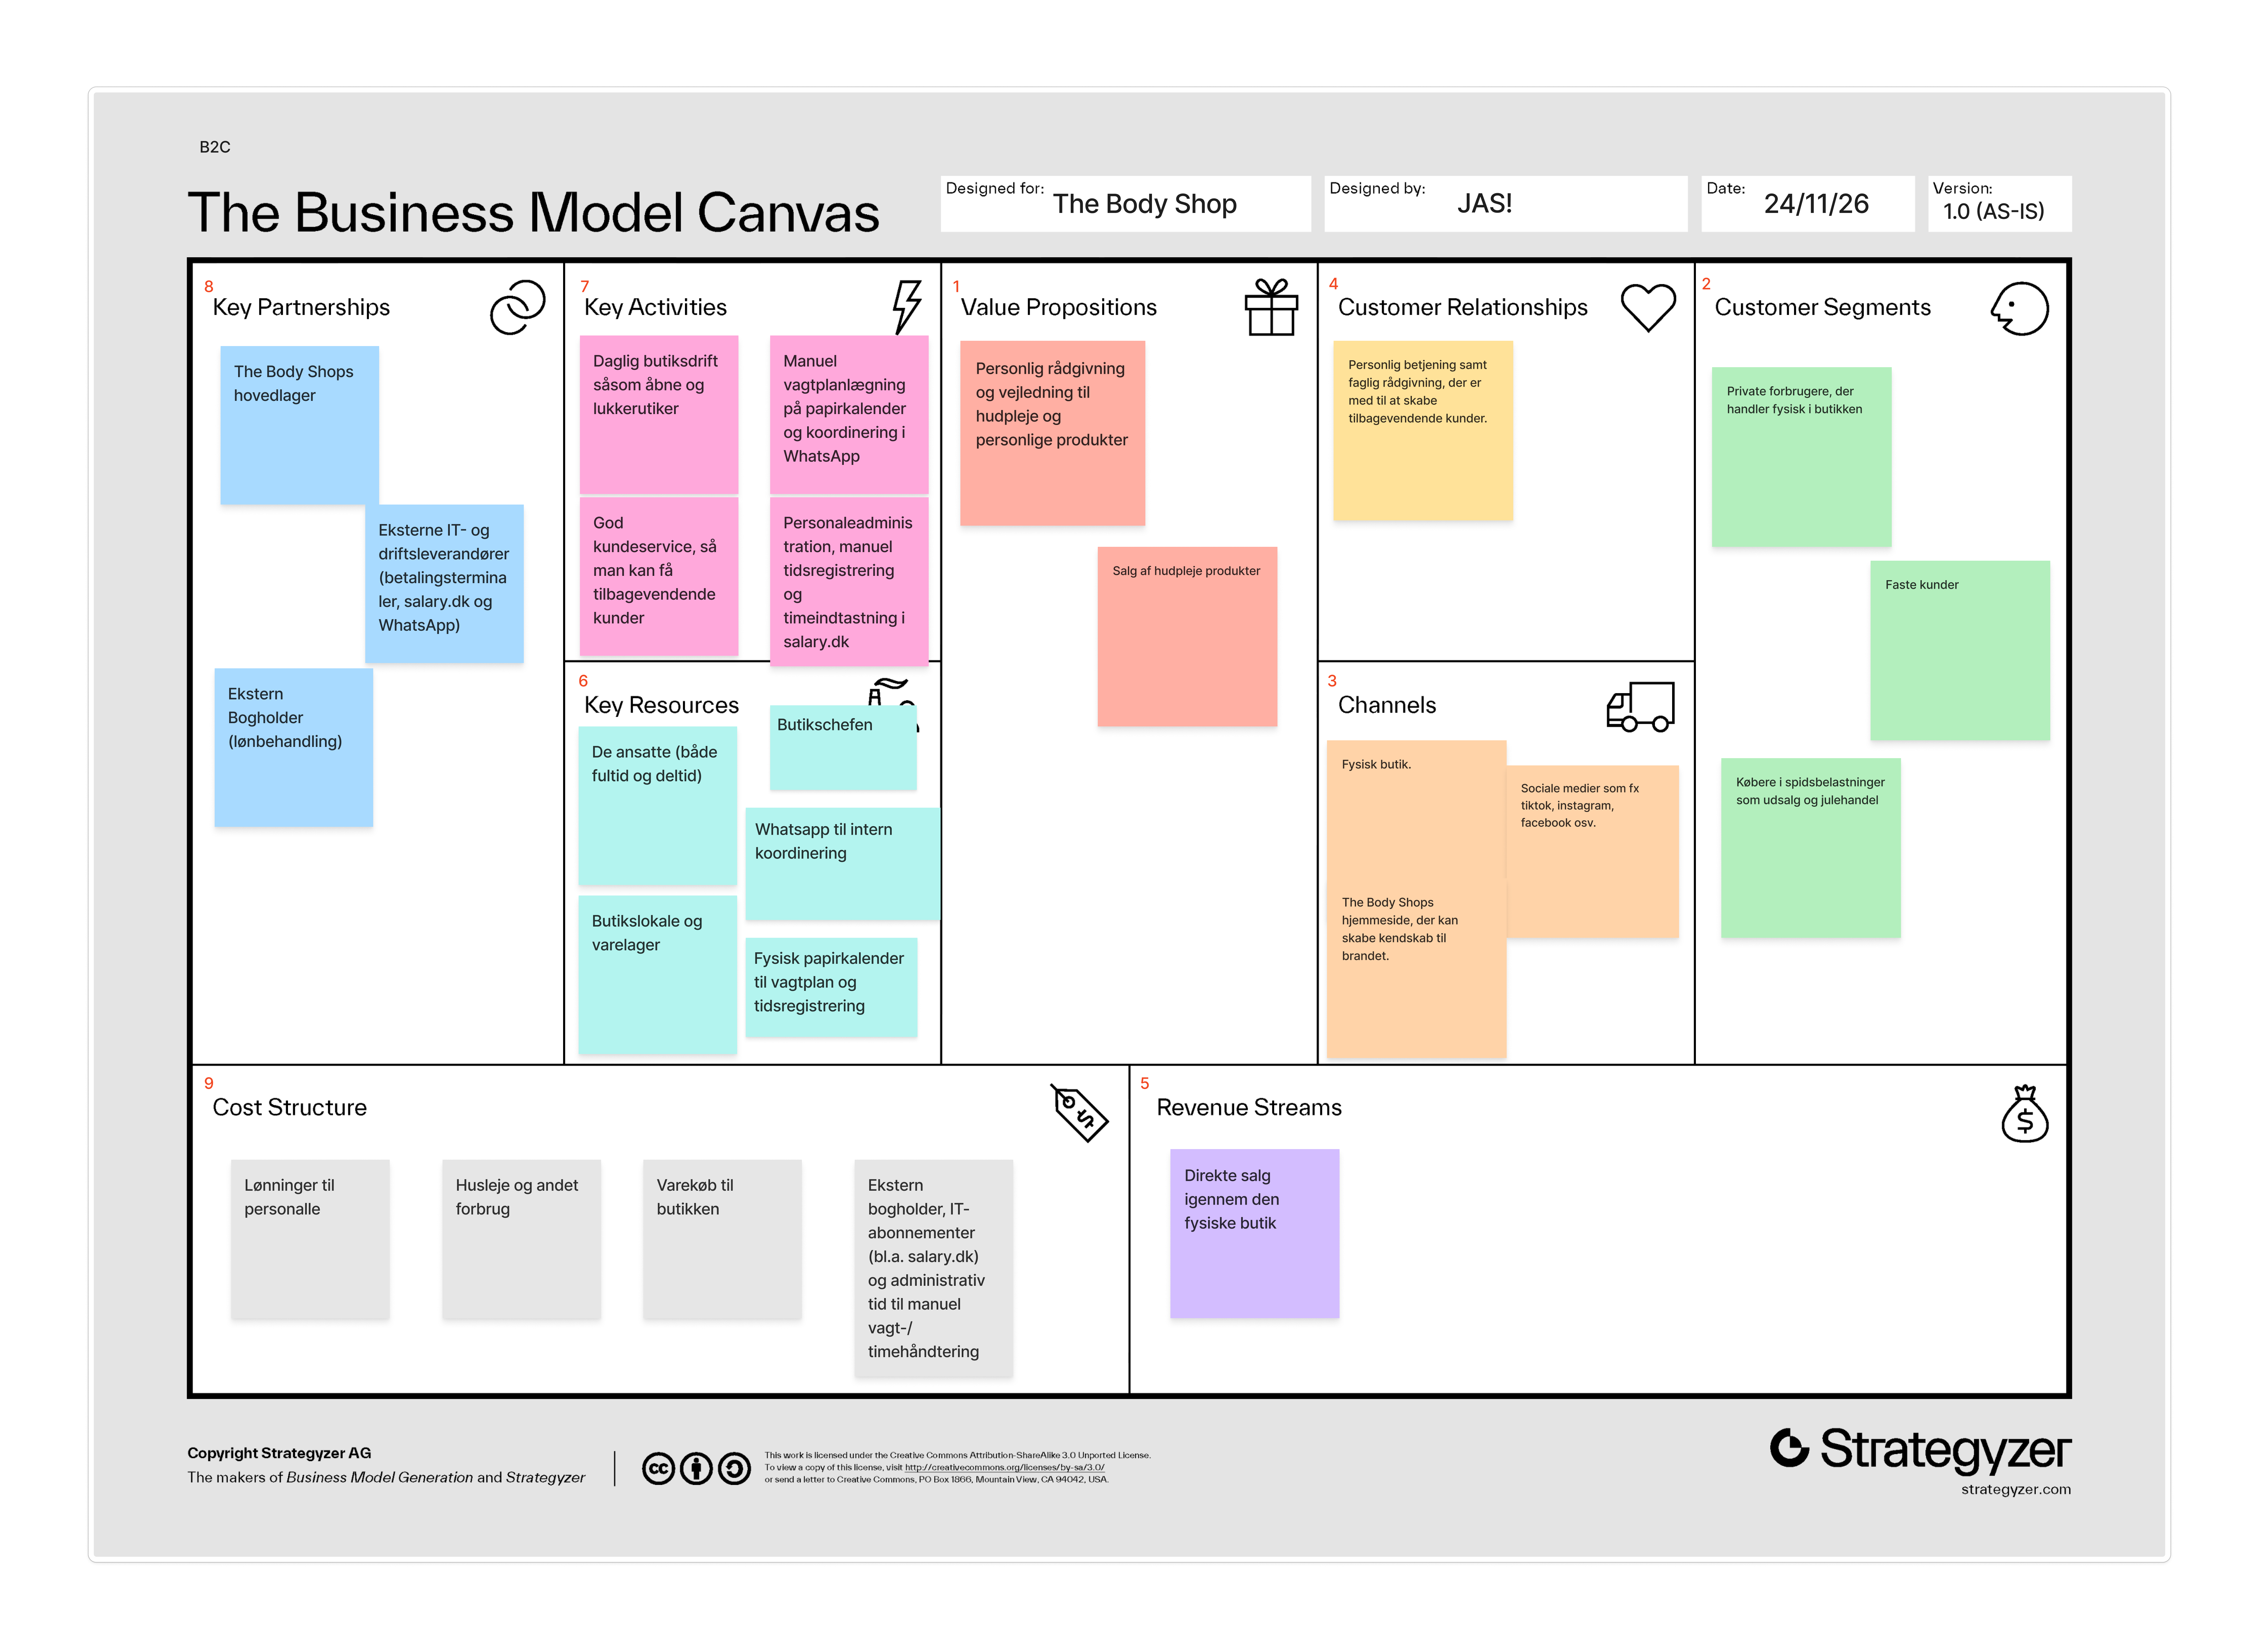 B2C
The Business Model Canvas
Designed for:
The Body Shop
Designed by:
JAS!
Date:
24/11/26
Version:
1.0 (AS-IS)
8
Key Partnerships
The Body Shops
hovedlager
Eksterne IT- og
driftsleverandører
(betalingstermina
ler, salary.dk og
WhatsApp)
Ekstern
Bogholder
(lønbehandling)
7
Key Activities
Daglig butiksdrift
såsom åbne og
lukkerutiker
Manuel
vagtplanlægning
på papirkalender
og koordinering i
WhatsApp
God
kundeservice, så
man kan få
tilbagevendende
kunder
Personaleadminis
tration, manuel
tidsregistrering
og
timeindtastning i
salary.dk
6
Key Resources
Butikschefen
De ansatte (både
fultid og deltid)
Whatsapp til intern
koordinering
Butikslokale og
varelager
Fysisk papirkalender
til vagtplan og
tidsregistrering
1
Value Propositions
Personlig rådgivning
og vejledning til
hudpleje og
personlige produkter
Salg af hudpleje produkter
4
Customer Relationships
Personlig betjening samt
faglig rådgivning, der er
med til at skabe
tilbagevendende kunder.
3
Channels
Fysisk butik.
Sociale medier som fx
tiktok, instagram,
facebook osv.
The Body Shops
hjemmeside, der kan
skabe kendskab til
brandet.
2
Customer Segments
Private forbrugere, der
handler fysisk i butikken
Faste kunder
Købere i spidsbelastninger
som udsalg og julehandel
9
Cost Structure
Lønninger til
personalle
Husleje og andet
forbrug
Varekøb til
butikken
Ekstern
bogholder, IT-
abonnementer
(bl.a. salary.dk)
og administrativ
tid til manuel
vagt-/
timehåndtering
5
Revenue Streams
Direkte salg
igennem den
fysiske butik
Copyright Strategyzer AG
The makers of Business Model Generation and Strategyzer
cc
This work is licensed under the Creative Commons Attribution-ShareAlike 3.0 Unported License.
To view a copy of this license, visit http://creativecommons.org/licenses/by-sa/3.0/
or send a letter to Creative Commons, PO Box 1866, Mountain View, CA 94042, USA.
Strategyzer
strategyzer.com